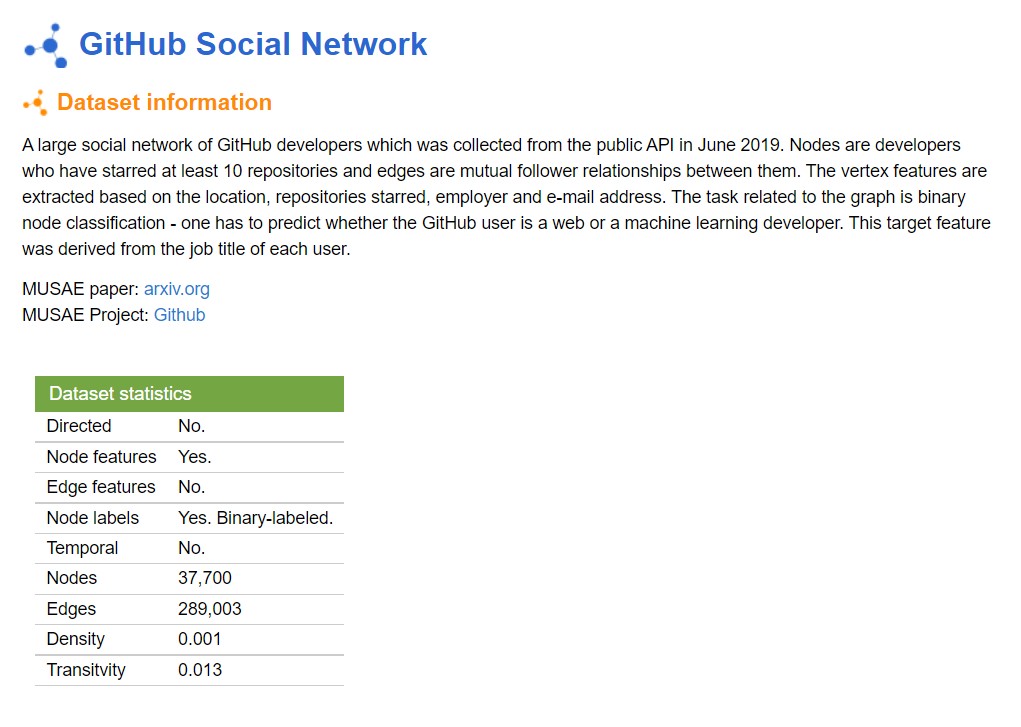 GitHub Social Network
Dataset information
A large social network of GitHub developers which was collected from the public API in June 2019. Nodes are developers
who have starred at least 10 repositories and edges are mutual follower relationships between them. The vertex features are
extracted based on the location, repositories starred, employer and e-mail address. The task related to the graph is binary
node classification - one has to predict whether the GitHub user is a web or a machine learning developer. This target feature
was derived from the job title of each user.
MUSAE paper: arxiv.org
MUSAE Project: Github
Dataset statistics
Directed No.
Node features Yes.
Edge features No.
Node labels Yes. Binary-labeled.
Temporal No.
Nodes 37,700
Edges 289,003
Density 0.001
Transitvity 0.013